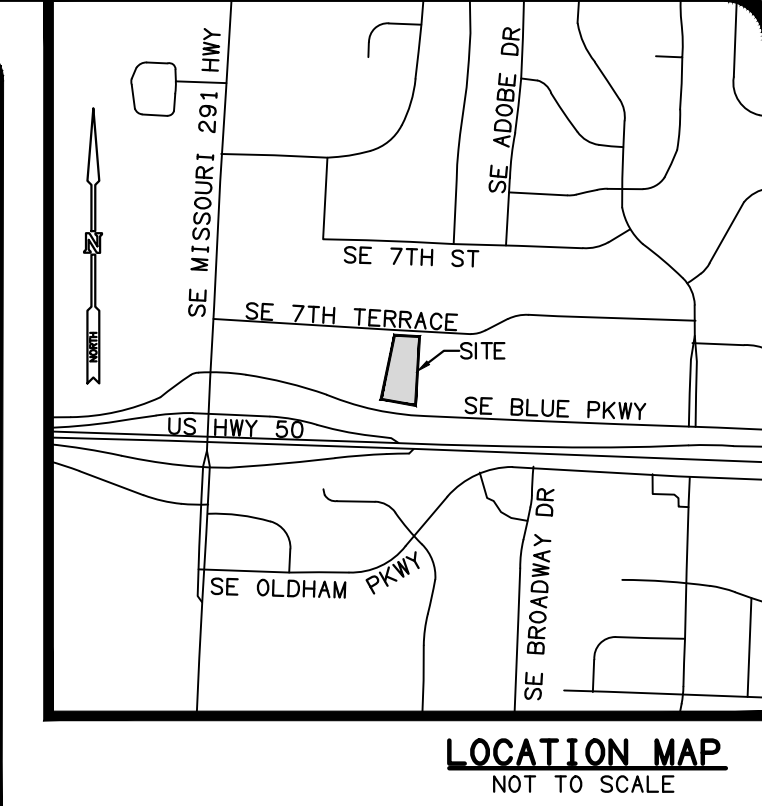 SE MISSOURI 291 HWY
SE ADOBE DR
N
NORTH
SE 7TH ST
SE 7TH TERRACE
SITE
SE BLUE PKWY
US HWY 50
SE OLDHAM PKWY
SE BROADWAY DR
LOCATION MAP
NOT TO SCALE